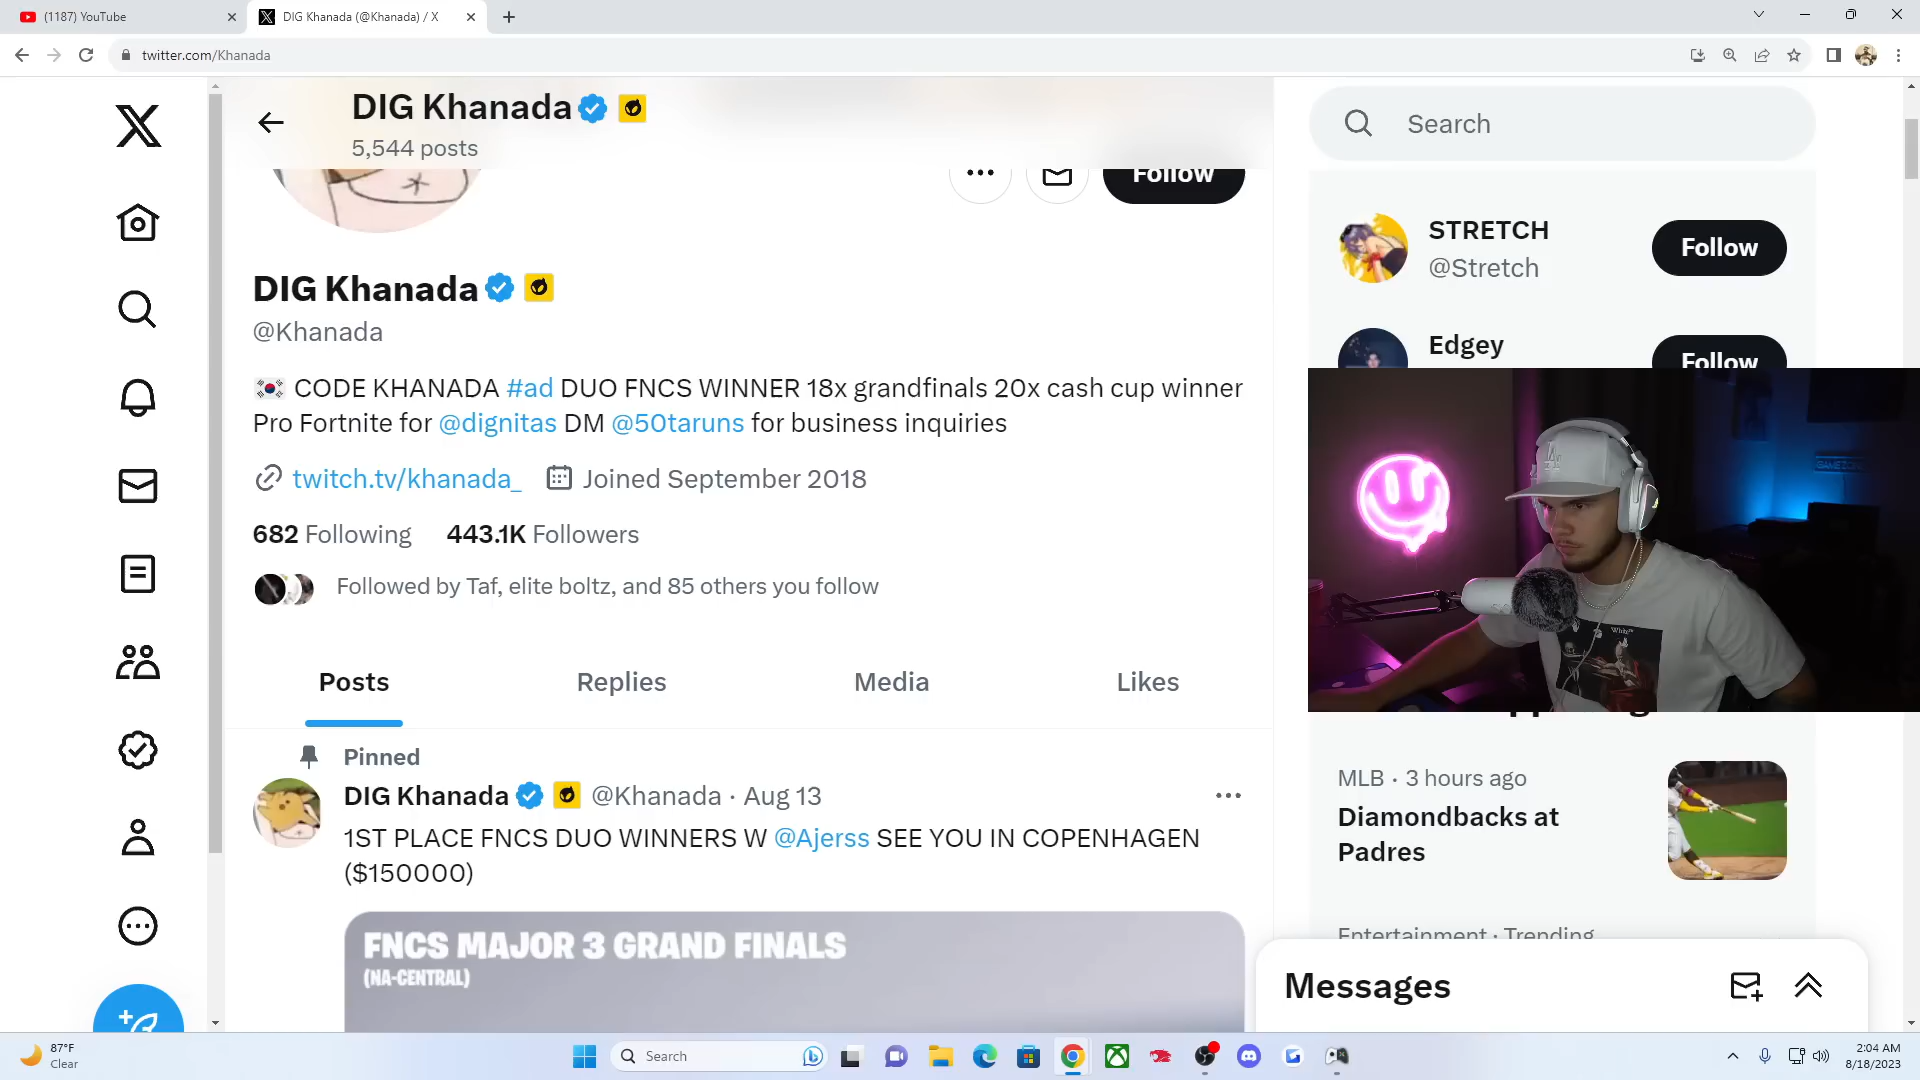 (1187) YouTube
DIG Khanada (@Khanada) / X
twitter.com/Khanada
DIG Khanada
5,544 posts
Follow
DIG Khanada
@Khanada
🇰🇷 CODE KHANADA #ad DUO FNCS WINNER 18x grandfinals 20x cash cup winner
Pro Fortnite for @dignitas DM @50taruns for business inquiries
twitch.tv/khanada_ Joined September 2018
682 Following 443.1K Followers
Followed by Taf, elite boltz, and 85 others you follow
Posts Replies Media Likes
Pinned
DIG Khanada @Khanada · Aug 13
1ST PLACE FNCS DUO WINNERS W @Ajerss SEE YOU IN COPENHAGEN
($150000)
FNCS MAJOR 3 GRAND FINALS
(NA-CENTRAL)
Search
STRETCH
@Stretch
Follow
Edgey
Follow
MLB · 3 hours ago
Diamondbacks at
Padres
Entertainment · Trending
Messages
87°F
Clear
Search
2:04 AM
8/18/2023